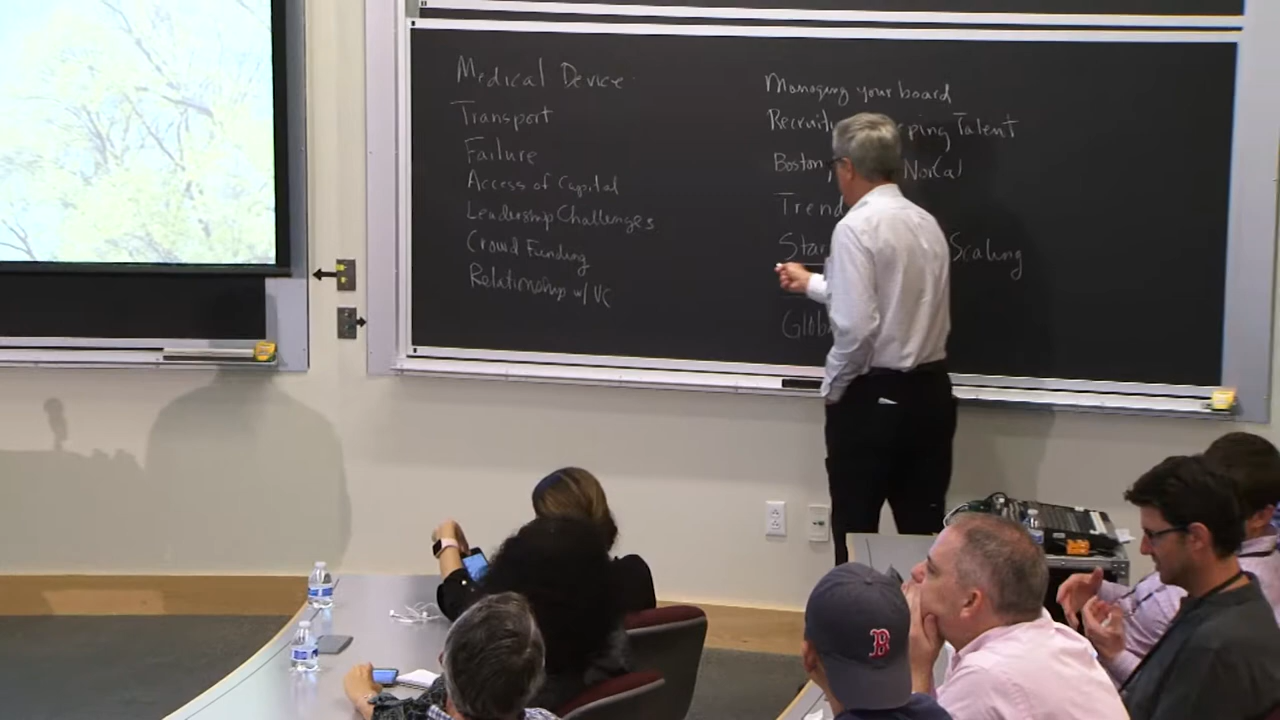 Medical Device
Transport
Failure
Access of Capital
Leadership Challenges
Crowd Funding
Relationship w/ VC
Managing your board
Talent
Boston, NorCal
Scaling
B